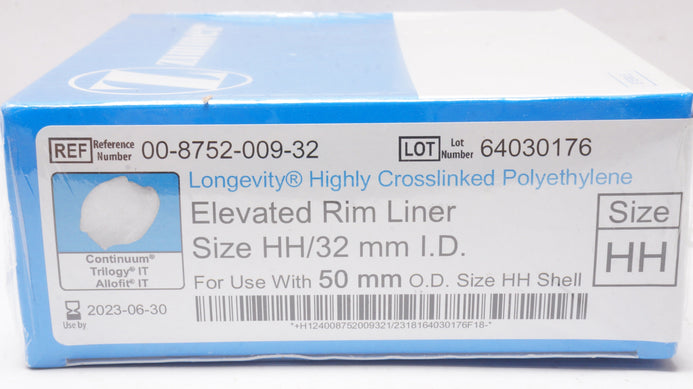 zimmer
REF Reference Number 00-8752-009-32
LOT Lot Number 64030176
Longevity® Highly Crosslinked Polyethylene
Elevated Rim Liner
Size HH/32 mm I.D.
For Use With 50 mm O.D. Size HH Shell
Size
HH
Continuum®
Trilogy® IT
Allofit® IT
Use by 2023-06-30
*+H124008752009321/2318164030176F18-*